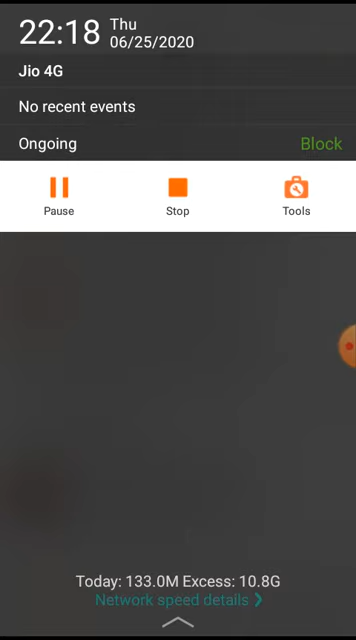 22:18 Thu
06/25/2020
Jio 4G
No recent events
Ongoing Block
Pause Stop Tools
Today: 133.0M Excess: 10.8G
Network speed details